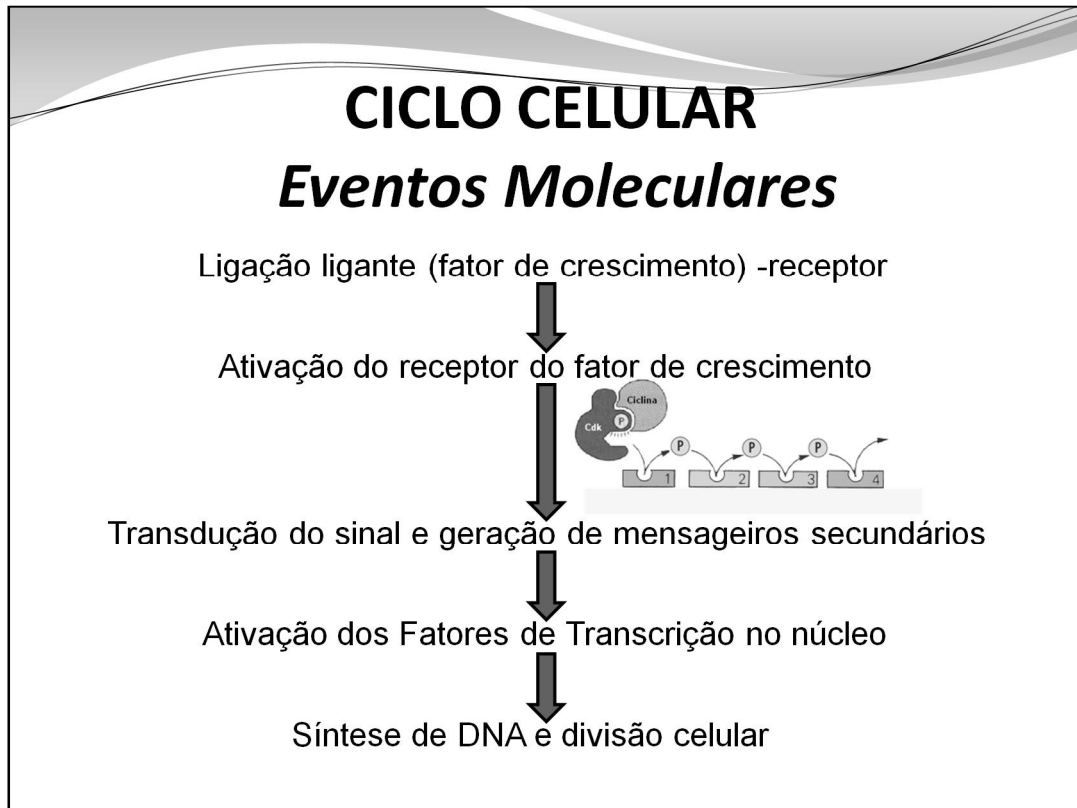 CICLO CELULAR
Eventos Moleculares
Ligação ligante (fator de crescimento) -receptor
Ativação do receptor do fator de crescimento
Ciclina
Cdk
P
P
P
P
1
2
3
4
Transdução do sinal e geração de mensageiros secundários
Ativação dos Fatores de Transcrição no núcleo
Síntese de DNA e divisão celular